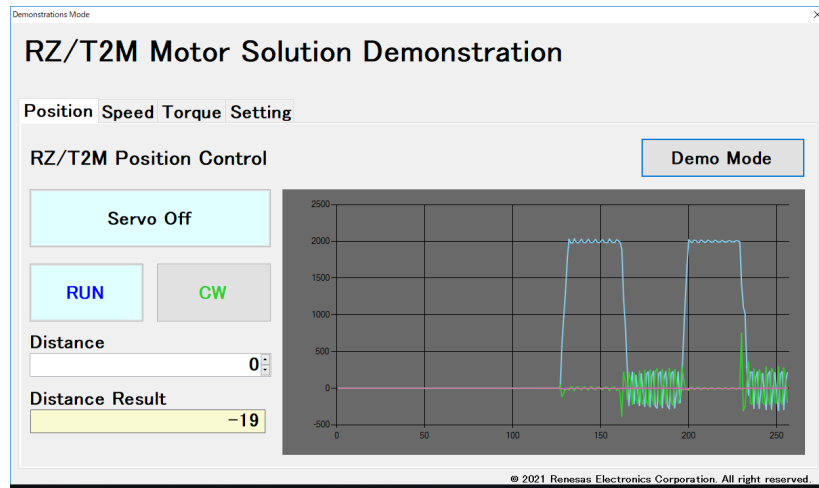 Demonstrations Mode
RZ/T2M Motor Solution Demonstration
Position Speed Torque Setting
RZ/T2M Position Control
Demo Mode
Servo Off
RUN CW
Distance
0
Distance Result
-19
2500
2000
1500
1000
500
0
-500
0 50 100 150 200 250
© 2021 Renesas Electronics Corporation. All right reserved.